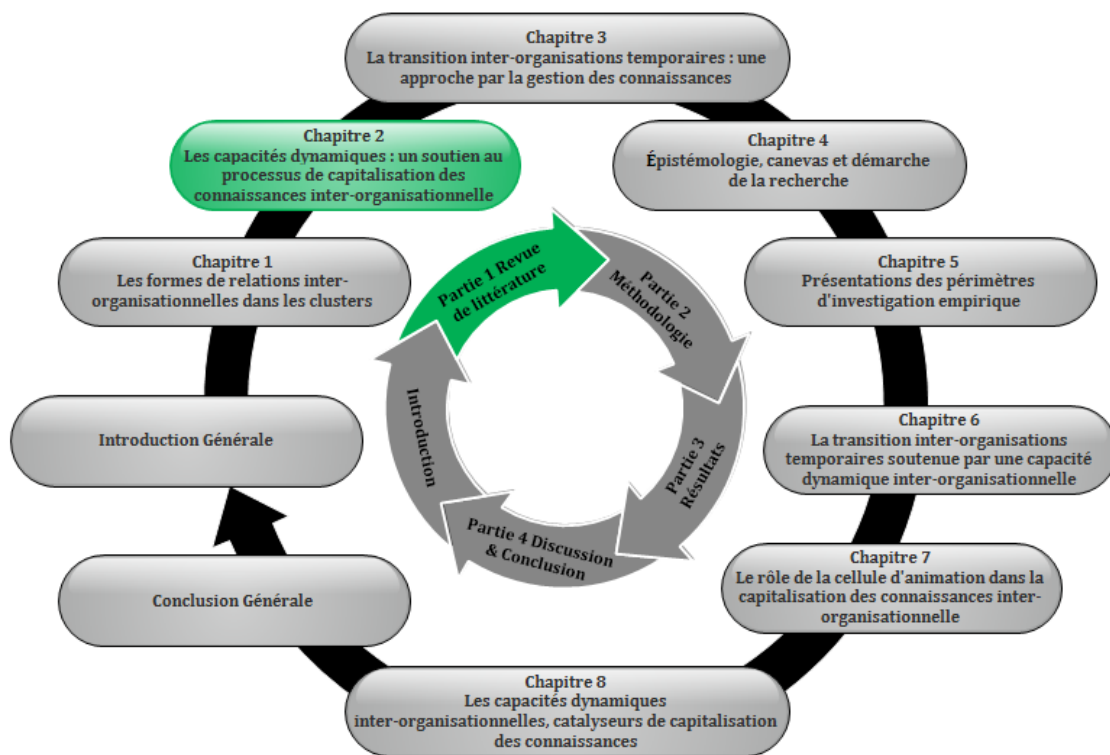 Chapitre 3
La transition inter-organisations temporaires : une
approche par la gestion des connaissances
Chapitre 2
Les capacités dynamiques : un soutien au
processus de capitalisation des
connaissances inter-organisationnelle
Chapitre 4
Épistémologie, canevas et démarche
de la recherche
Chapitre 1
Les formes de relations inter-
organisationnelles dans les clusters
Chapitre 5
Présentations des périmètres
d'investigation empirique
Partie 1 Revue
de littérature
Partie 2
Méthodologie
Introduction
Partie 3
Résultats
Partie 4 Discussion
& Conclusion
Introduction Générale
Chapitre 6
La transition inter-organisations
temporaires soutenue par une capacité
dynamique inter-organisationnelle
Conclusion Générale
Chapitre 7
Le rôle de la cellule d'animation dans la
capitalisation des connaissances inter-
organisationnelle
Chapitre 8
Les capacités dynamiques
inter-organisationnelles, catalyseurs de capitalisation
des connaissances